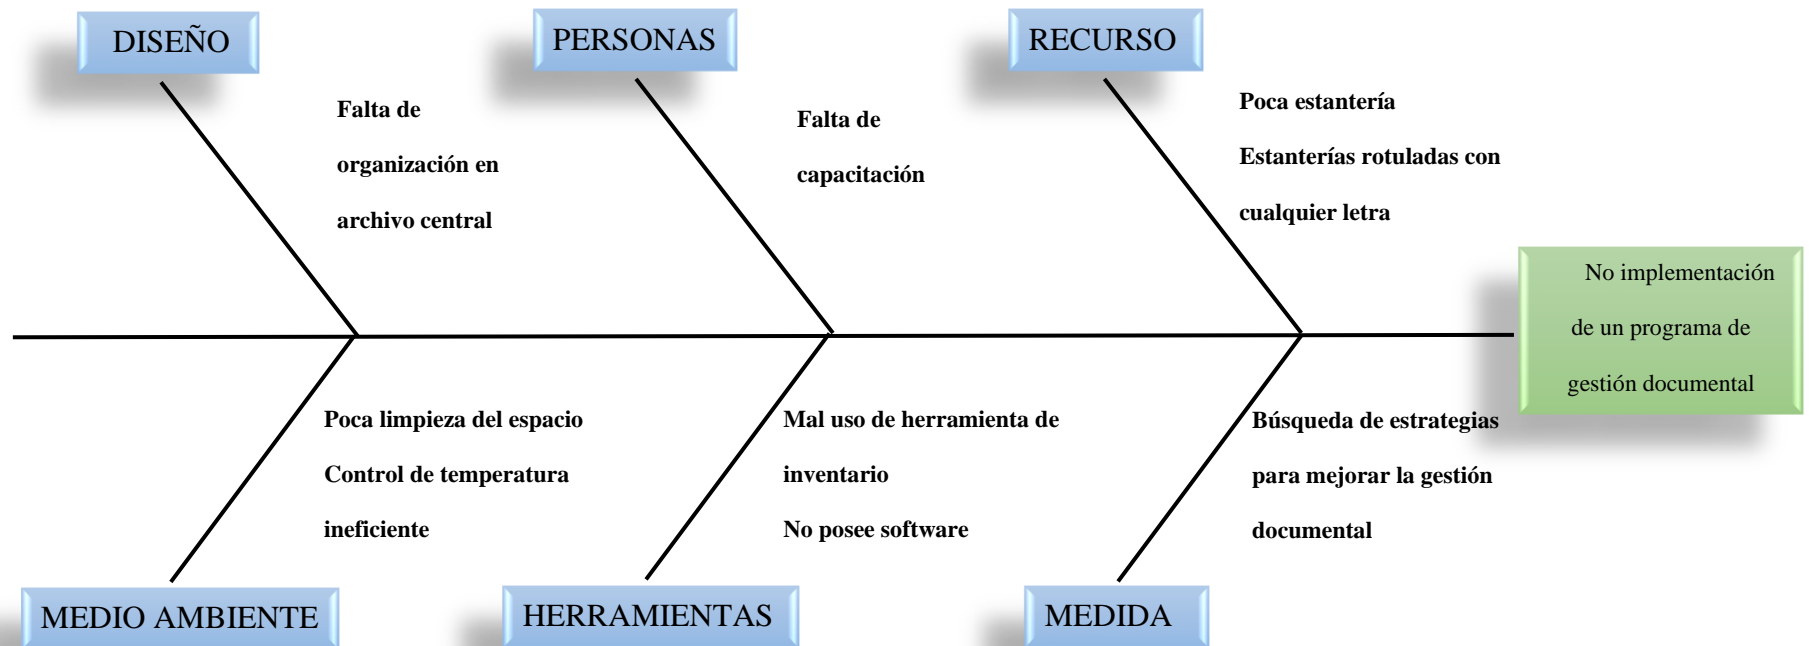 DISEÑO
PERSONAS
RECURSO
Falta de
organización en
archivo central
Falta de
capacitación
Poca estantería
Estanterías rotuladas con
cualquier letra
No implementación
de un programa de
gestión documental
Poca limpieza del espacio
Control de temperatura
ineficiente
Mal uso de herramienta de
inventario
No posee software
Búsqueda de estrategias
para mejorar la gestión
documental
MEDIO AMBIENTE
HERRAMIENTAS
MEDIDA